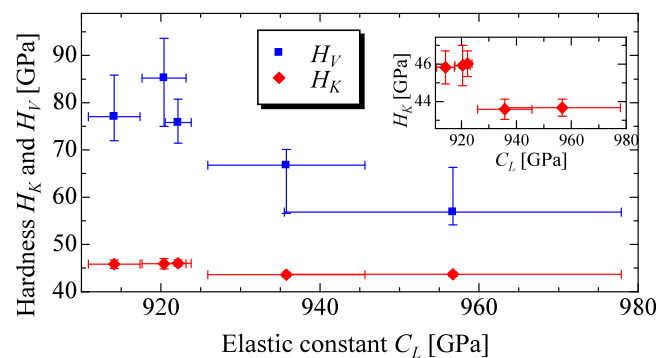 Hardness H_K and H_V [GPa]
90
80
70
60
50
40
920
940
960
980
Elastic constant C_L [GPa]
H_V
H_K
H_K [GPa]
46
44
920
940
960
980
C_L [GPa]